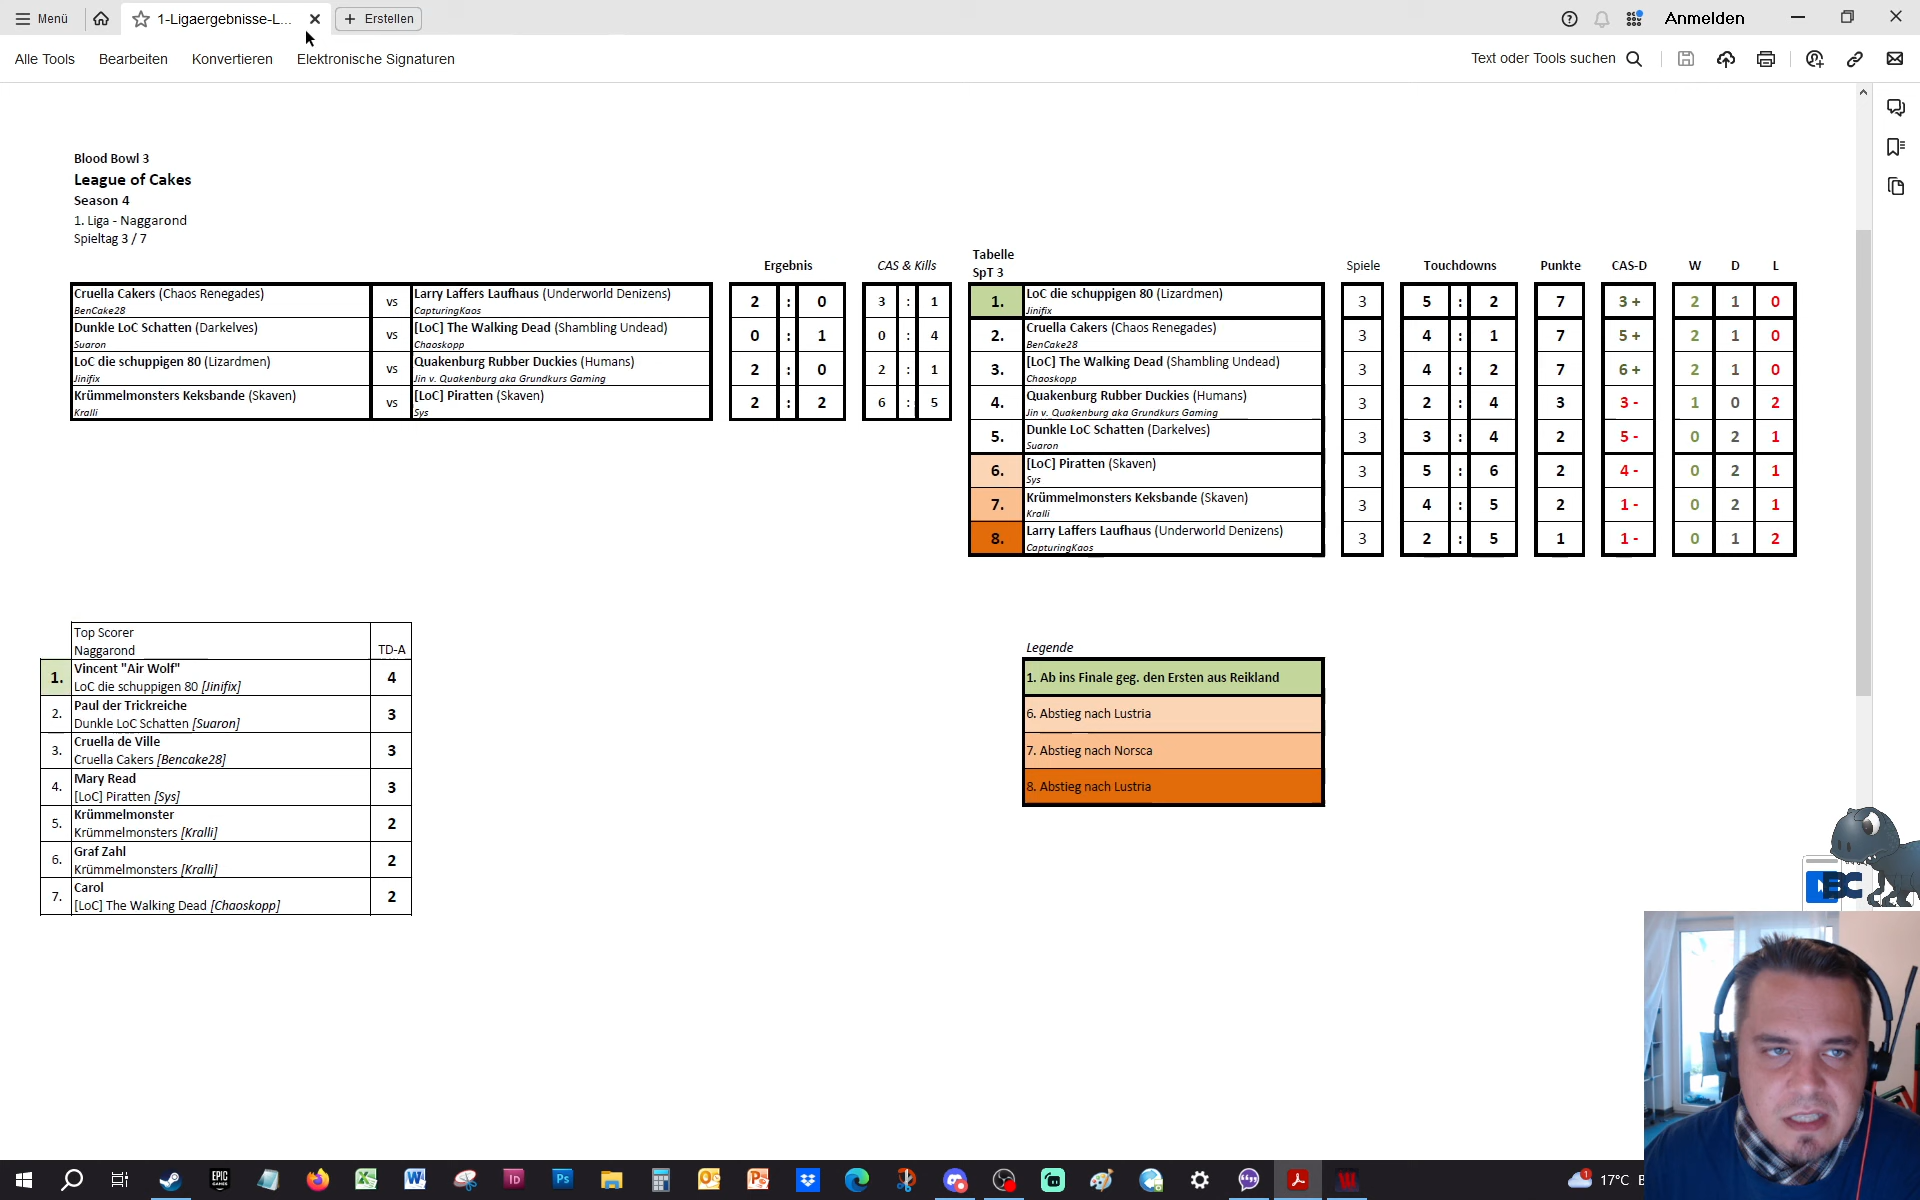 Menü
1-Ligaergebnisse-L...
Erstellen
Anmelden
Alle Tools
Bearbeiten
Konvertieren
Elektronische Signaturen
Text oder Tools suchen
Blood Bowl 3
League of Cakes
Season 4
1. Liga - Naggarond
Spieltag 3 / 7
Ergebnis CAS & Kills
Cruella Cakers (Chaos Renegades) vs Larry Laffers Laufhaus (Underworld Denizens) 2 : 0 3 : 1
BenCake28 CapturingKaos
Dunkle LoC Schatten (Darkelves) vs [LoC] The Walking Dead (Shambling Undead) 0 : 1 0 : 4
Suaron Chaoskopp
LoC die schuppigen 80 (Lizardmen) vs Quakenburg Rubber Duckies (Humans) 2 : 0 2 : 1
Jinifix Jin v. Quakenburg aka Grundkurs Gaming
Krümmelmonsters Keksbande (Skaven) vs [LoC] Piratten (Skaven) 2 : 2 6 : 5
Kralli Sys
Tabelle
SpT 3 Spiele Touchdowns Punkte CAS-D W D L
1. LoC die schuppigen 80 (Lizardmen) 3 5 : 2 7 3 + 2 1 0
Jinifix
2. Cruella Cakers (Chaos Renegades) 3 4 : 1 7 5 + 2 1 0
BenCake28
3. [LoC] The Walking Dead (Shambling Undead) 3 4 : 2 7 6 + 2 1 0
Chaoskopp
4. Quakenburg Rubber Duckies (Humans) 3 2 : 4 3 3 - 1 0 2
Jin v. Quakenburg aka Grundkurs Gaming
5. Dunkle LoC Schatten (Darkelves) 3 3 : 4 2 5 - 0 2 1
Suaron
6. [LoC] Piratten (Skaven) 3 5 : 6 2 4 - 0 2 1
Sys
7. Krümmelmonsters Keksbande (Skaven) 3 4 : 5 2 1 - 0 2 1
Kralli
8. Larry Laffers Laufhaus (Underworld Denizens) 3 2 : 5 1 1 - 0 1 2
CapturingKaos
Top Scorer
Naggarond TD-A
1. Vincent "Air Wolf" 4
LoC die schuppigen 80 [Jinifix]
2. Paul der Trickreiche 3
Dunkle LoC Schatten [Suaron]
3. Cruella de Ville 3
Cruella Cakers [Bencake28]
4. Mary Read 3
[LoC] Piratten [Sys]
5. Krümmelmonster 2
Krümmelmonsters [Kralli]
6. Graf Zahl 2
Krümmelmonsters [Kralli]
7. Carol 2
[LoC] The Walking Dead [Chaoskopp]
Legende
1. Ab ins Finale geg. den Ersten aus Reikland
6. Abstieg nach Lustria
7. Abstieg nach Norsca
8. Abstieg nach Lustria
BC
EPIC
GAMES
Id
Ps
1
17°C